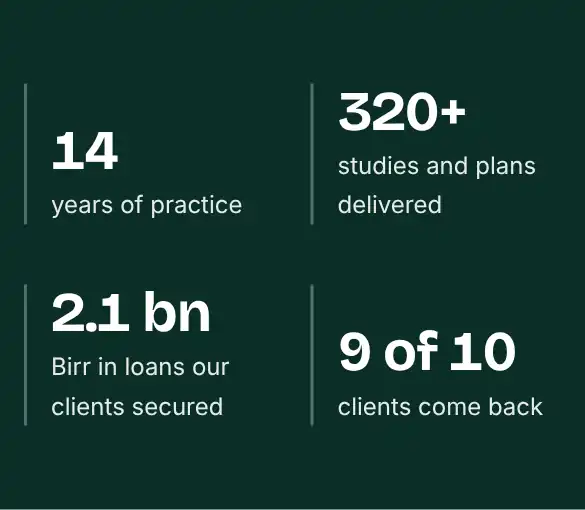 14
years of practice
320+
studies and plans
delivered
2.1 bn
Birr in loans our
clients secured
9 of 10
clients come back